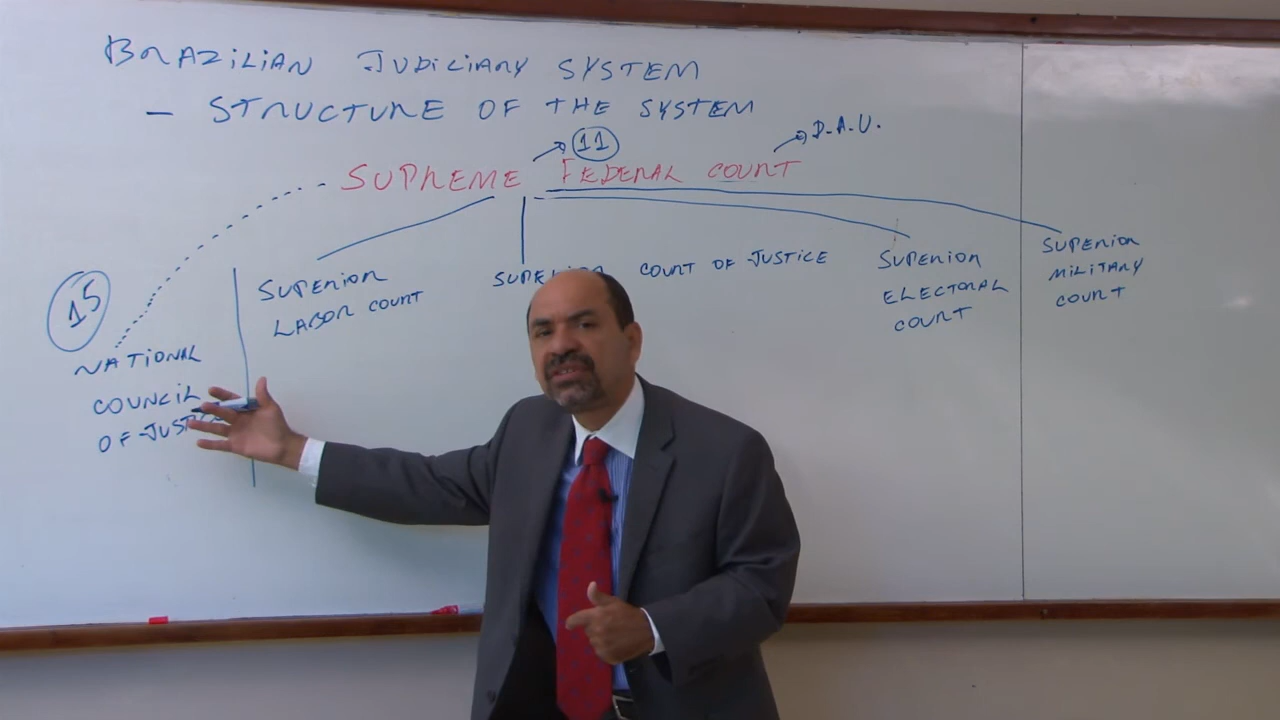 BRAZILIAN JUDICIARY SYSTEM
- STRUCTURE OF THE SYSTEM
11
D.A.U.
SUPREME FEDERAL COURT
SUPERIOR
LABOR COURT
COURT OF JUSTICE
SUPERIOR
ELECTORAL
COURT
SUPERIOR
MILITARY
COURT
15
NATIONAL
COUNCIL
OF